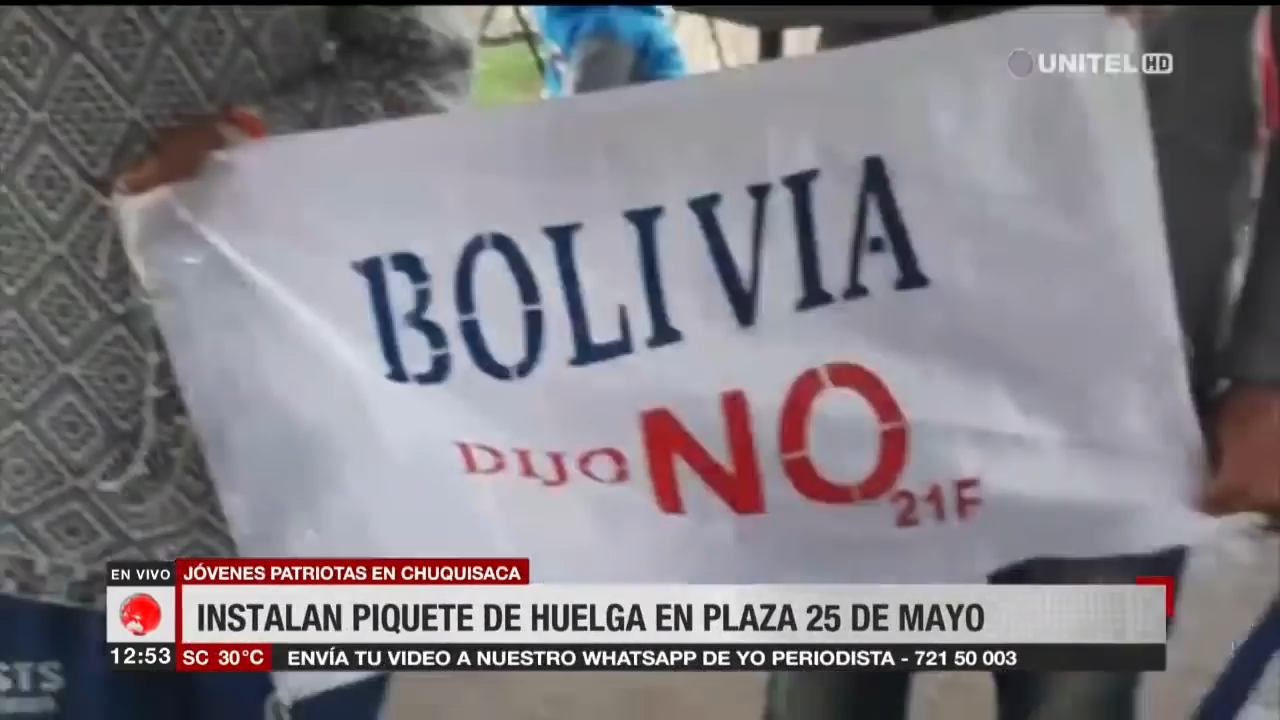 UNITEL HD
BOLIVIA
DIJO NO
21F
EN VIVO JÓVENES PATRIOTAS EN CHUQUISACA
INSTALAN PIQUETE DE HUELGA EN PLAZA 25 DE MAYO
12:53 SC 30°C ENVÍA TU VIDEO A NUESTRO WHATSAPP DE YO PERIODISTA - 721 50 003